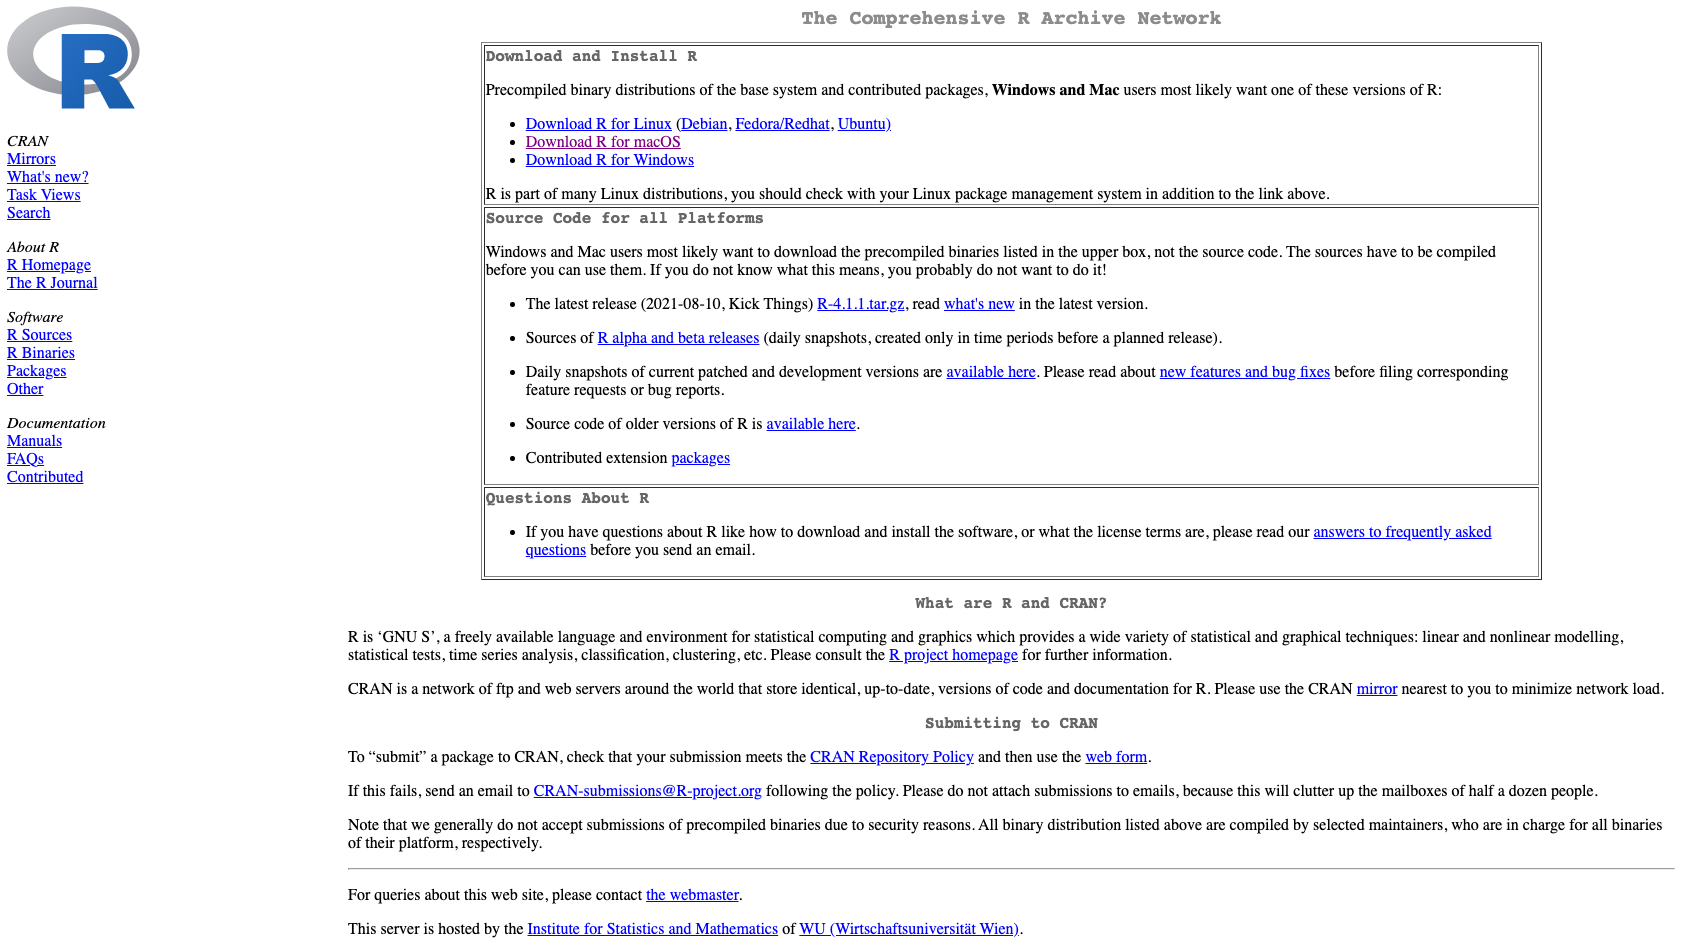 R
CRAN
Mirrors
What's new?
Task Views
Search
About R
R Homepage
The R Journal
Software
R Sources
R Binaries
Packages
Other
Documentation
Manuals
FAQs
Contributed
The Comprehensive R Archive Network
Download and Install R
Precompiled binary distributions of the base system and contributed packages, Windows and Mac users most likely want one of these versions of R:
Download R for Linux (Debian, Fedora/Redhat, Ubuntu)
Download R for macOS
Download R for Windows
R is part of many Linux distributions, you should check with your Linux package management system in addition to the link above.
Source Code for all Platforms
Windows and Mac users most likely want to download the precompiled binaries listed in the upper box, not the source code. The sources have to be compiled
before you can use them. If you do not know what this means, you probably do not want to do it!
The latest release (2021-08-10, Kick Things) R-4.1.1.tar.gz, read what's new in the latest version.
Sources of R alpha and beta releases (daily snapshots, created only in time periods before a planned release).
Daily snapshots of current patched and development versions are available here. Please read about new features and bug fixes before filing corresponding
feature requests or bug reports.
Source code of older versions of R is available here.
Contributed extension packages
Questions About R
If you have questions about R like how to download and install the software, or what the license terms are, please read our answers to frequently asked
questions before you send an email.
What are R and CRAN?
R is ‘GNU S’, a freely available language and environment for statistical computing and graphics which provides a wide variety of statistical and graphical techniques: linear and nonlinear modelling,
statistical tests, time series analysis, classification, clustering, etc. Please consult the R project homepage for further information.
CRAN is a network of ftp and web servers around the world that store identical, up-to-date, versions of code and documentation for R. Please use the CRAN mirror nearest to you to minimize network load.
Submitting to CRAN
To “submit” a package to CRAN, check that your submission meets the CRAN Repository Policy and then use the web form.
If this fails, send an email to CRAN-submissions@R-project.org following the policy. Please do not attach submissions to emails, because this will clutter up the mailboxes of half a dozen people.
Note that we generally do not accept submissions of precompiled binaries due to security reasons. All binary distribution listed above are compiled by selected maintainers, who are in charge for all binaries
of their platform, respectively.
For queries about this web site, please contact the webmaster.
This server is hosted by the Institute for Statistics and Mathematics of WU (Wirtschaftsuniversität Wien).